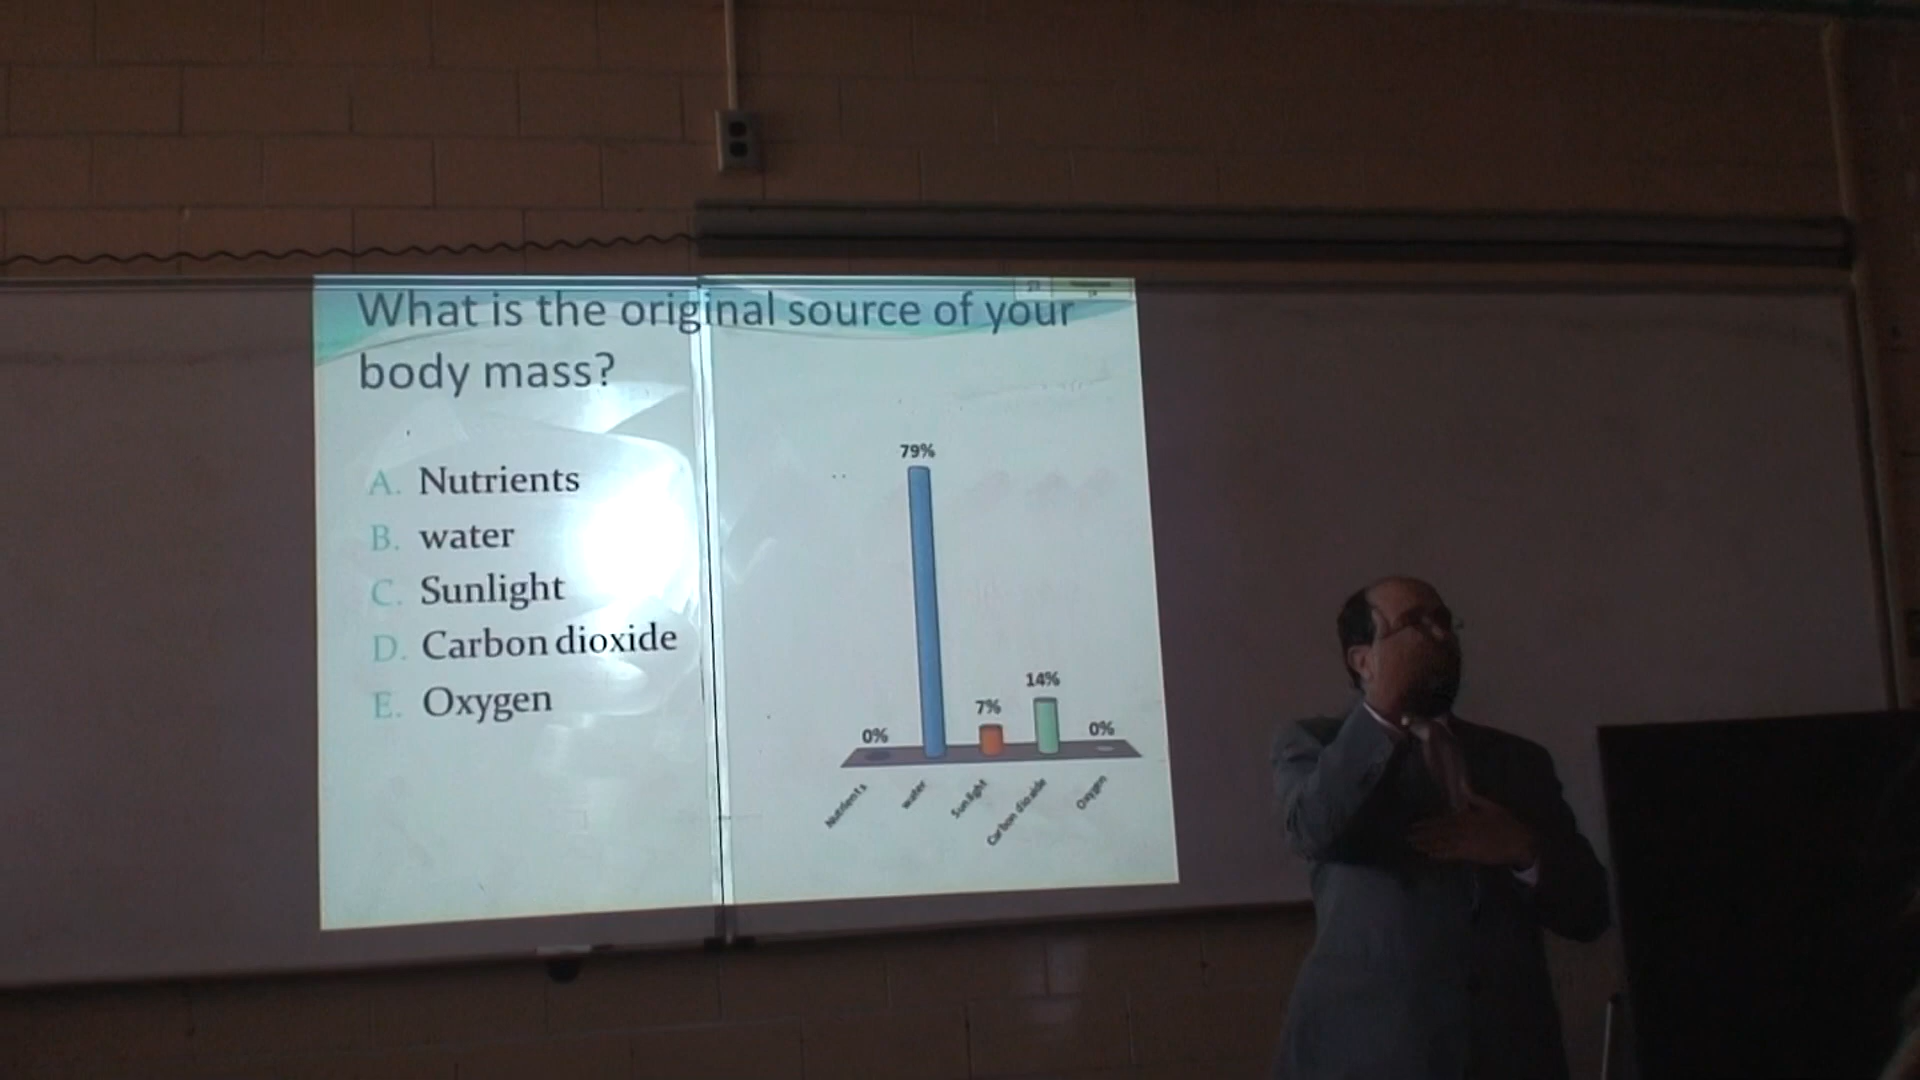 What is the original source of your
body mass?
A. Nutrients
B. water
C. Sunlight
D. Carbon dioxide
E. Oxygen
0%
79%
7%
14%
0%
Nutrients
water
Sunlight
Carbon dioxide
Oxygen